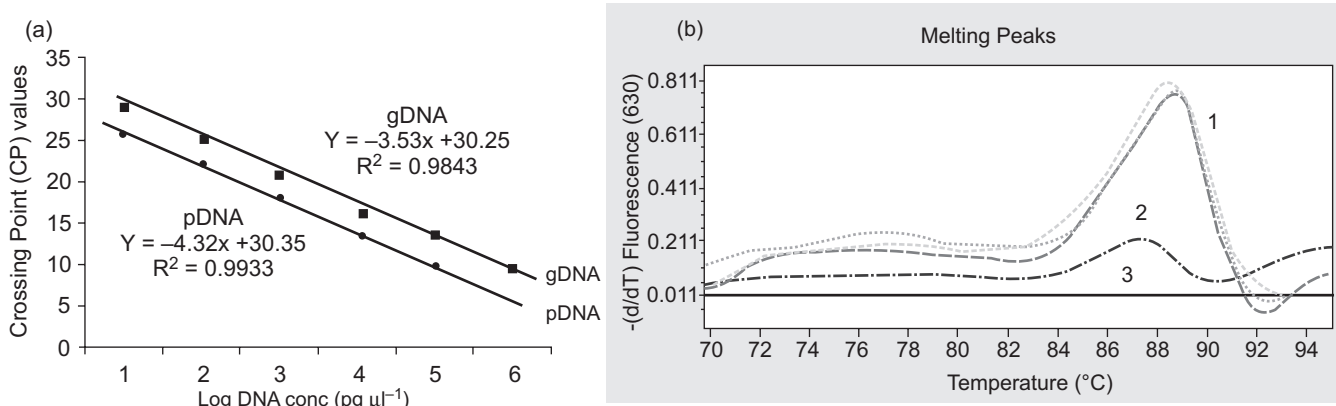 (a)
35
30
25
20
15
10
5
0
Crossing Point (CP) values
gDNA
Y = –3.53x +30.25
R² = 0.9843
pDNA
Y = –4.32x +30.35
R² = 0.9933
gDNA
pDNA
1 2 3 4 5 6
Log DNA conc (pg µl⁻¹)
(b)
Melting Peaks
0.811
0.611
0.411
0.211
0.011
-(d/dT) Fluorescence (630)
1
2
3
70 72 74 76 78 80 82 84 86 88 90 92 94
Temperature (°C)